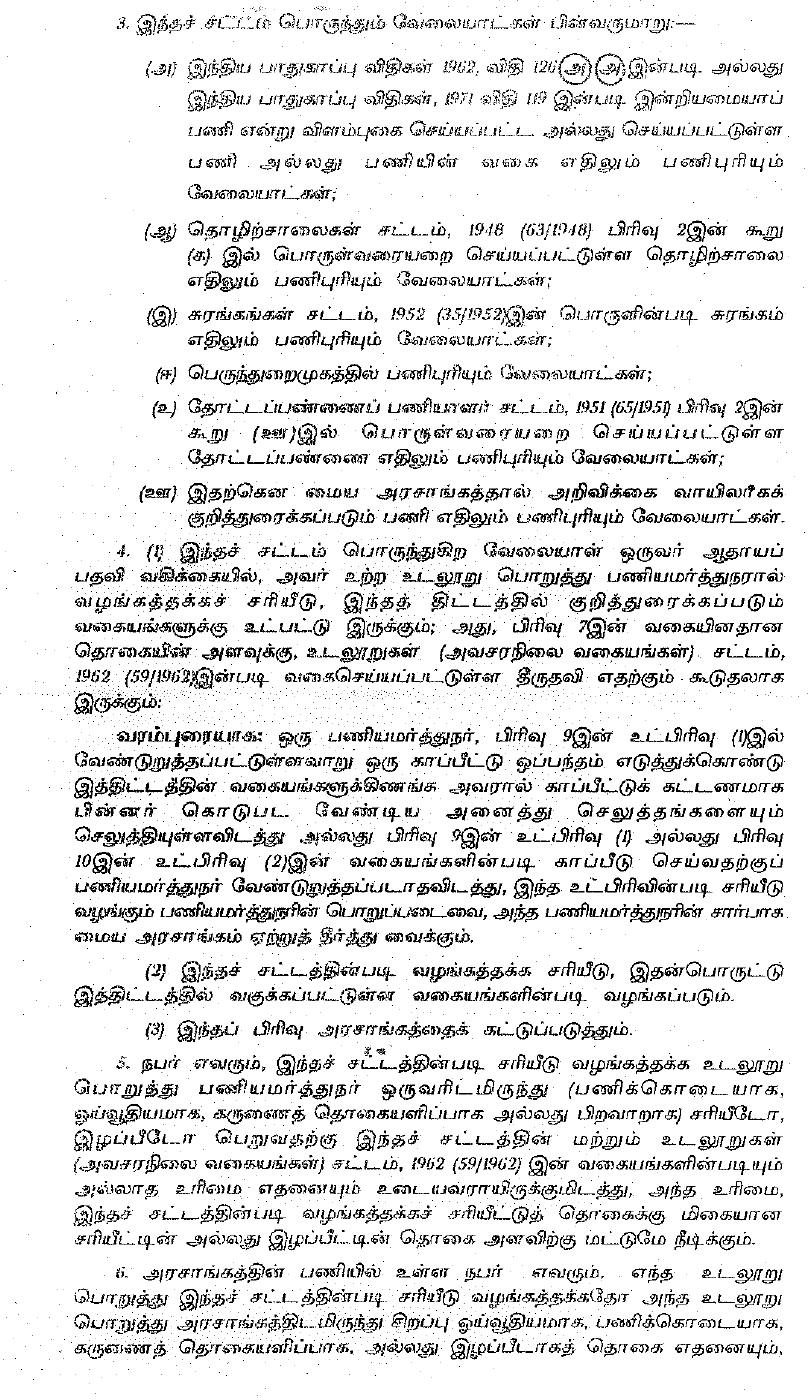 3. இந்தச் சட்டம் பொருந்தும் வேலையாட்கள் பின்வருமாறு:—
(அ) இந்திய பாதுகாப்பு விதிகள் 1962, விதி 126(அ)(அ)இன்படி அல்லது
இந்திய பாதுகாப்பு விதிகள், 1971 விதி 119 இன்படி இன்றியமையாப்
பணி என்று விளம்புகை செய்யப்பட்ட அல்லது செய்யப்பட்டுள்ள
பணி அல்லது பணியின் வகை எதிலும் பணிபுரியும்
வேலையாட்கள்;
(ஆ) தொழிற்சாலைகள் சட்டம், 1948 (63/1948) பிரிவு 2இன் கூறு
(ச) இல் பொருள்வரையறை செய்யப்பட்டுள்ள தொழிற்சாலை
எதிலும் பணிபுரியும் வேலையாட்கள்;
(இ) சுரங்கங்கள் சட்டம், 1952 (35/1952)இன் பொருளின்படி சுரங்கம்
எதிலும் பணிபுரியும் வேலையாட்கள்;
(ஈ) பெருந்துறைமுகத்தில் பணிபுரியும் வேலையாட்கள்;
(உ) தோட்டப்பண்ணைப் பணியாளர் சட்டம், 1951 (65/1951) பிரிவு 2இன்
கூறு (ஊ)இல் பொருள்வரையறை செய்யப்பட்டுள்ள
தோட்டப்பண்ணை எதிலும் பணிபுரியும் வேலையாட்கள்;
(ஊ) இதற்கென மைய அரசாங்கத்தால் அறிவிக்கை வாயிலாகக்
குறித்துரைக்கப்படும் பணி எதிலும் பணிபுரியும் வேலையாட்கள்.
4. (1) இந்தச் சட்டம் பொருந்துகிற வேலையாள் ஒருவர் ஆதாயப்
பதவி வகிக்கையில், அவர் உற்ற உடலூறு பொறுத்து பணியமர்த்துநரால்
வழங்கத்தக்கச் சரியீடு, இந்தத் திட்டத்தில் குறித்துரைக்கப்படும்
வகையங்களுக்கு உட்பட்டு இருக்கும்; அது, பிரிவு 7இன் வகையினதான
தொகையின் அளவுக்கு, உடலூறுகள் (அவசரநிலை வகையங்கள்) சட்டம்,
1962 (59/1962)இன்படி வகைசெய்யப்பட்டுள்ள தீருதவி எதற்கும் கூடுதலாக
இருக்கும்:
வரம்புரையாக: ஒரு பணியமர்த்துநர், பிரிவு 9இன் உட்பிரிவு (1)இல்
வேண்டுறுத்தப்பட்டுள்ளவாறு ஒரு காப்பீட்டு ஒப்பந்தம் எடுத்துக்கொண்டு
இத்திட்டத்தின் வகையங்களுக்கிணங்க அவரால் காப்பீட்டுக் கட்டணமாக
பின்னர் கொடுபட வேண்டிய அனைத்து செலுத்தங்களையும்
செலுத்தியுள்ளவிடத்து அல்லது பிரிவு 9இன் உட்பிரிவு (1) அல்லது பிரிவு
10இன் உட்பிரிவு (2)இன் வகையங்களின்படி காப்பீடு செய்வதற்குப்
பணியமர்த்துநர் வேண்டுறுத்தப்படாதவிடத்து, இந்த உட்பிரிவின்படி சரியீடு
வழங்கும் பணியமர்த்துநரின் பொறுப்படைவை, அந்த பணியமர்த்துநரின் சார்பாக
மைய அரசாங்கம் ஏற்றுத் தீர்த்து வைக்கும்.
(2) இந்தச் சட்டத்தின்படி வழங்கத்தக்க சரியீடு, இதன்பொருட்டு
இத்திட்டத்தில் வகுக்கப்பட்டுள்ள வகையங்களின்படி வழங்கப்படும்.
(3) இந்தப் பிரிவு அரசாங்கத்தைக் கட்டுப்படுத்தும்.
5. நபர் எவரும், இந்தச் சட்டத்தின்படி சரியீடு வழங்கத்தக்க உடலூறு
பொறுத்து பணியமர்த்துநர் ஒருவரிடமிருந்து (பணிக்கொடையாக,
ஓய்வூதியமாக, கருணைத் தொகையளிப்பாக அல்லது பிறவாறாக) சரியீடோ,
இழப்பீடோ பெறுவதற்கு இந்தச் சட்டத்தின் மற்றும் உடலூறுகள்
(அவசரநிலை வகையங்கள்) சட்டம், 1962 (59/1962) இன் வகையங்களின்படியும்
அல்லாத உரிமை எதனையும் உடையவராயிருக்குமிடத்து, அந்த உரிமை,
இந்தச் சட்டத்தின்படி வழங்கத்தக்கச் சரியீட்டுத் தொகைக்கு மிகையான
சரியீட்டின் அல்லது இழப்பீட்டின் தொகை அளவிற்கு மட்டுமே நீடிக்கும்.
6. அரசாங்கத்தின் பணியில் உள்ள நபர் எவரும், எந்த உடலூறு
பொறுத்து இந்தச் சட்டத்தின்படி சரியீடு வழங்கத்தக்கதோ அந்த உடலூறு
பொறுத்து அரசாங்கத்திடமிருந்து சிறப்பு ஓய்வூதியமாக, பணிக்கொடையாக,
கருணைத் தொகையளிப்பாக, அல்லது இழப்பீடாகத் தொகை எதனையும்,